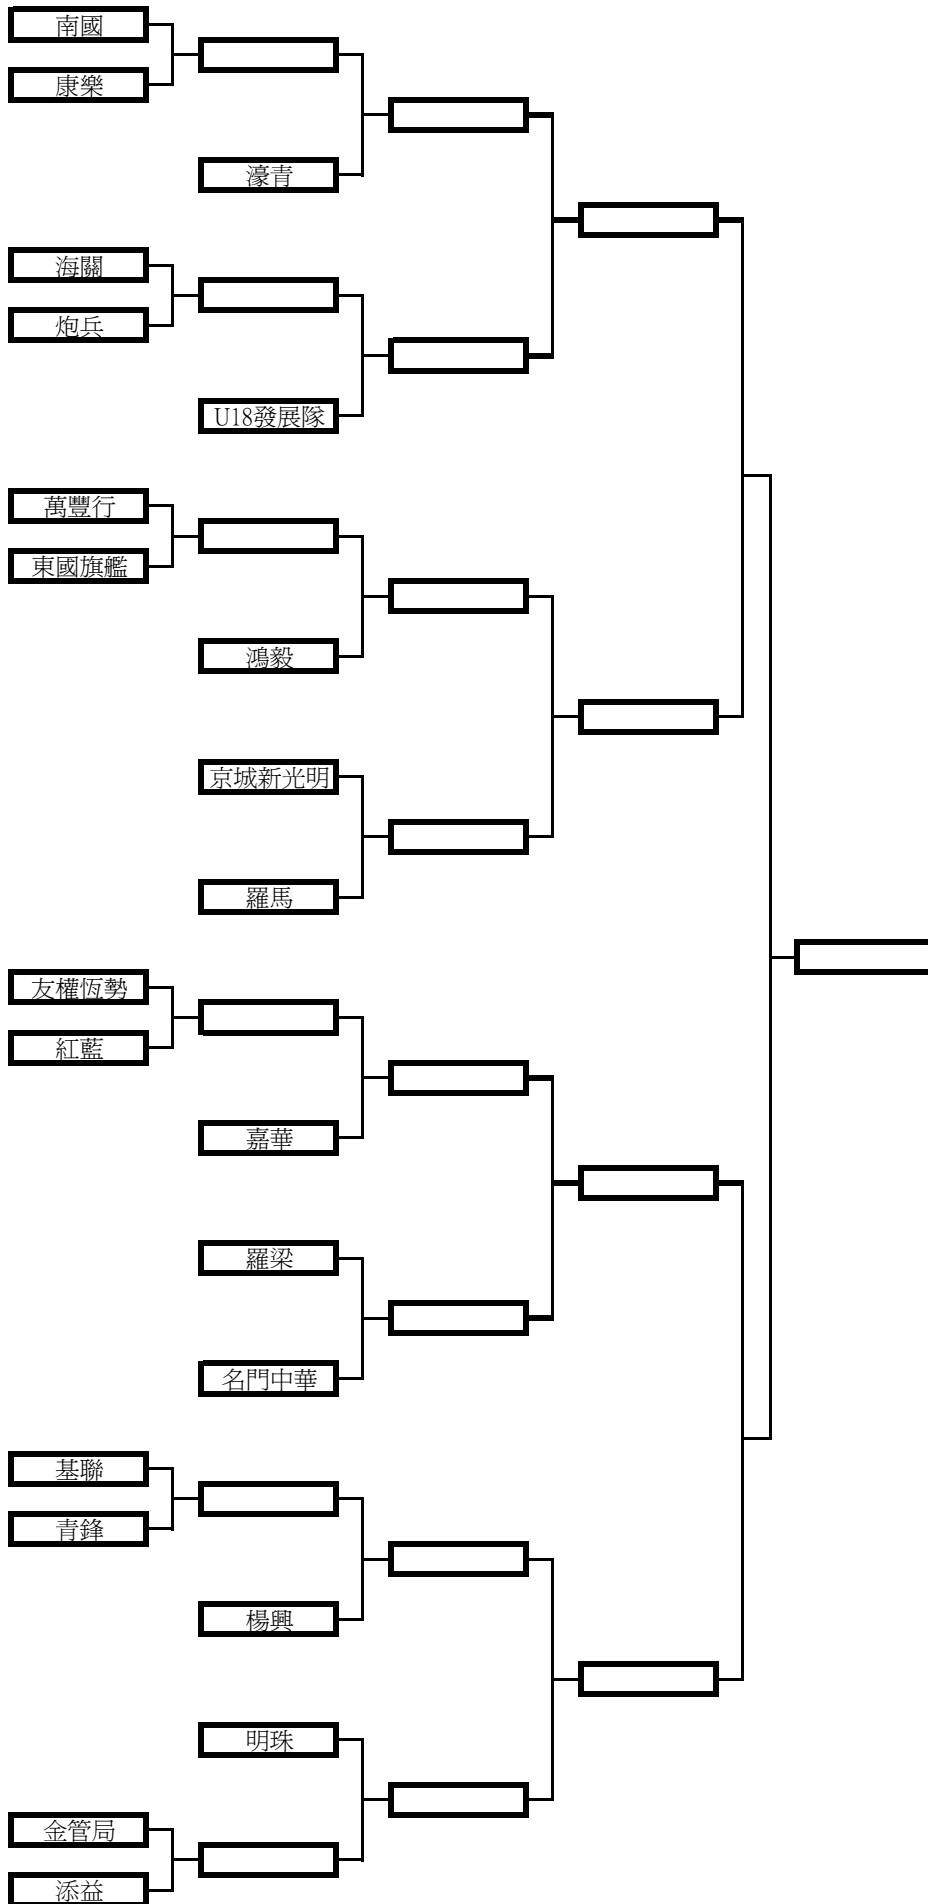 南國
康樂
濠青
海關
炮兵
U18發展隊
萬豐行
東國旗艦
鴻毅
京城新光明
羅馬
友權恆勢
紅藍
嘉華
羅梁
名門中華
基聯
青鋒
楊興
明珠
金管局
添益